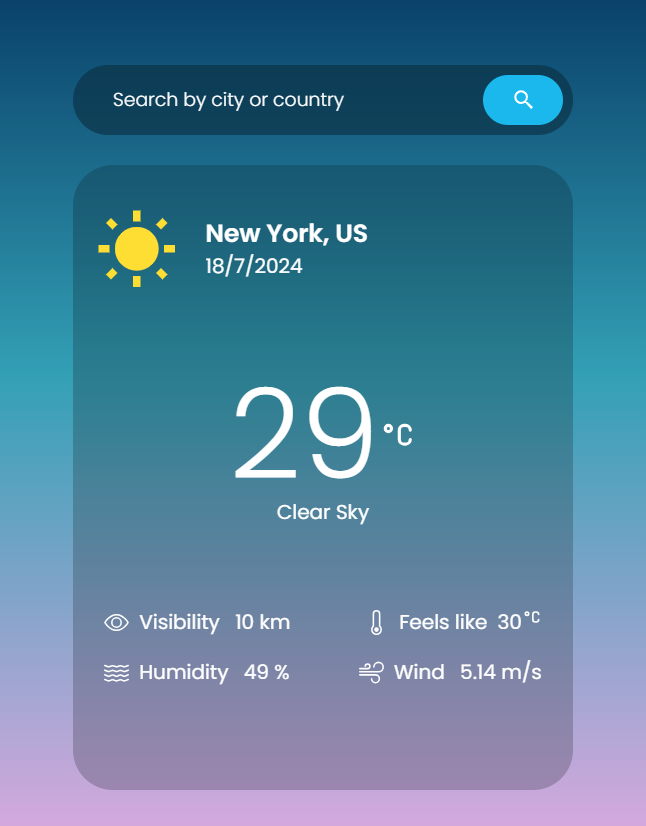 Search by city or country
New York, US
18/7/2024
29 °C
Clear Sky
Visibility 10 km Feels like 30°C
Humidity 49 % Wind 5.14 m/s